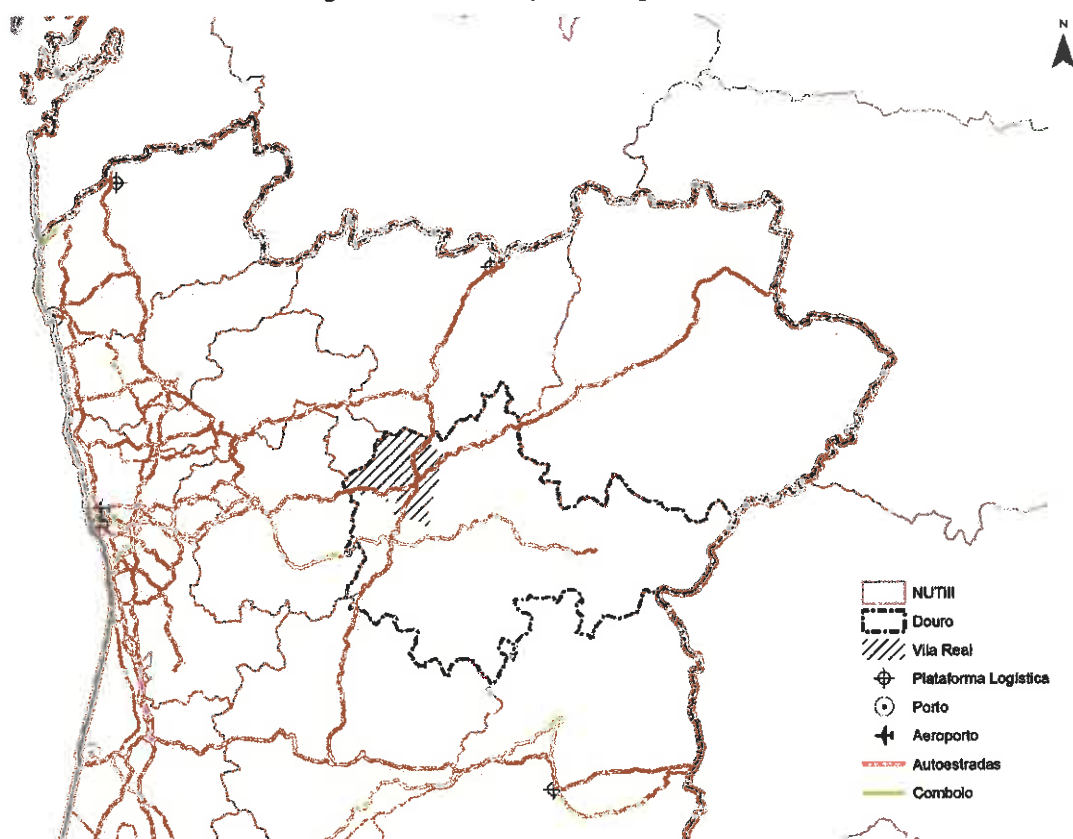 N
NUTIII
Douro
Vila Real
Plataforma Logística
Porto
Aeroporto
Autoestradas
Comboio